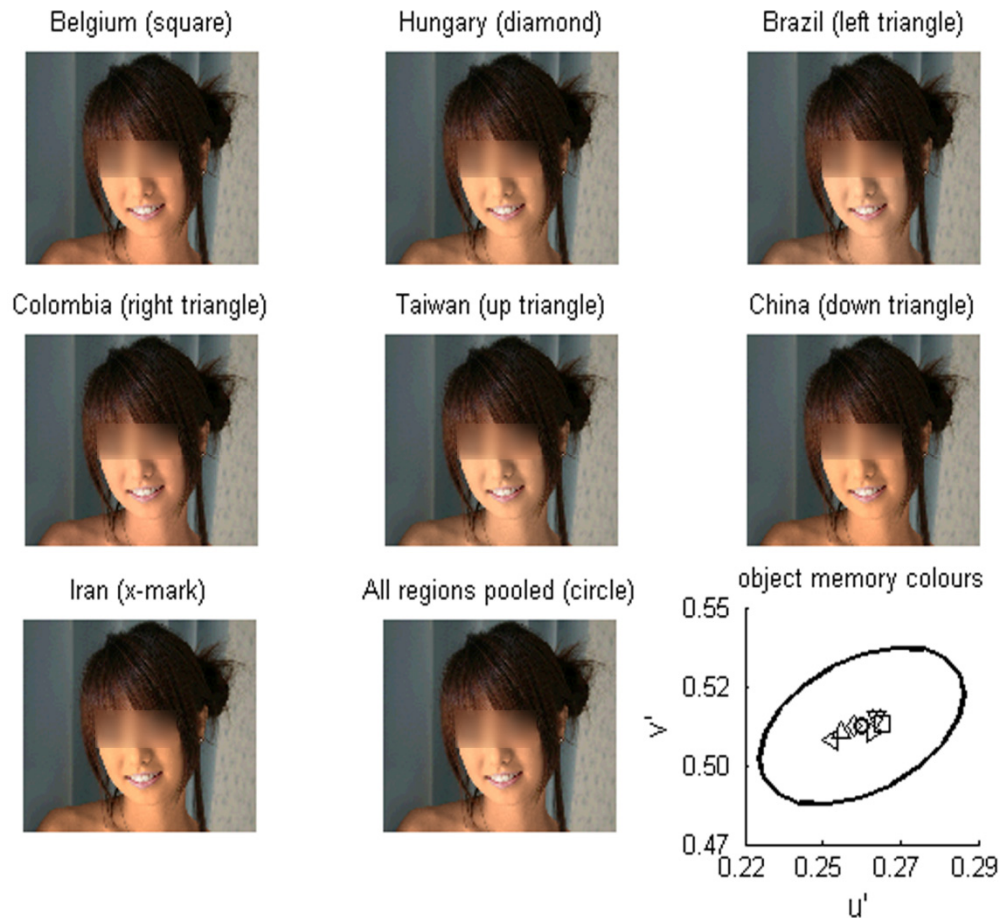 Belgium (square)
Hungary (diamond)
Brazil (left triangle)
Colombia (right triangle)
Taiwan (up triangle)
China (down triangle)
Iran (x-mark)
All regions pooled (circle)
object memory colours
0.55
0.52
0.50
0.47
v'
0.22
0.25
0.27
0.29
u'